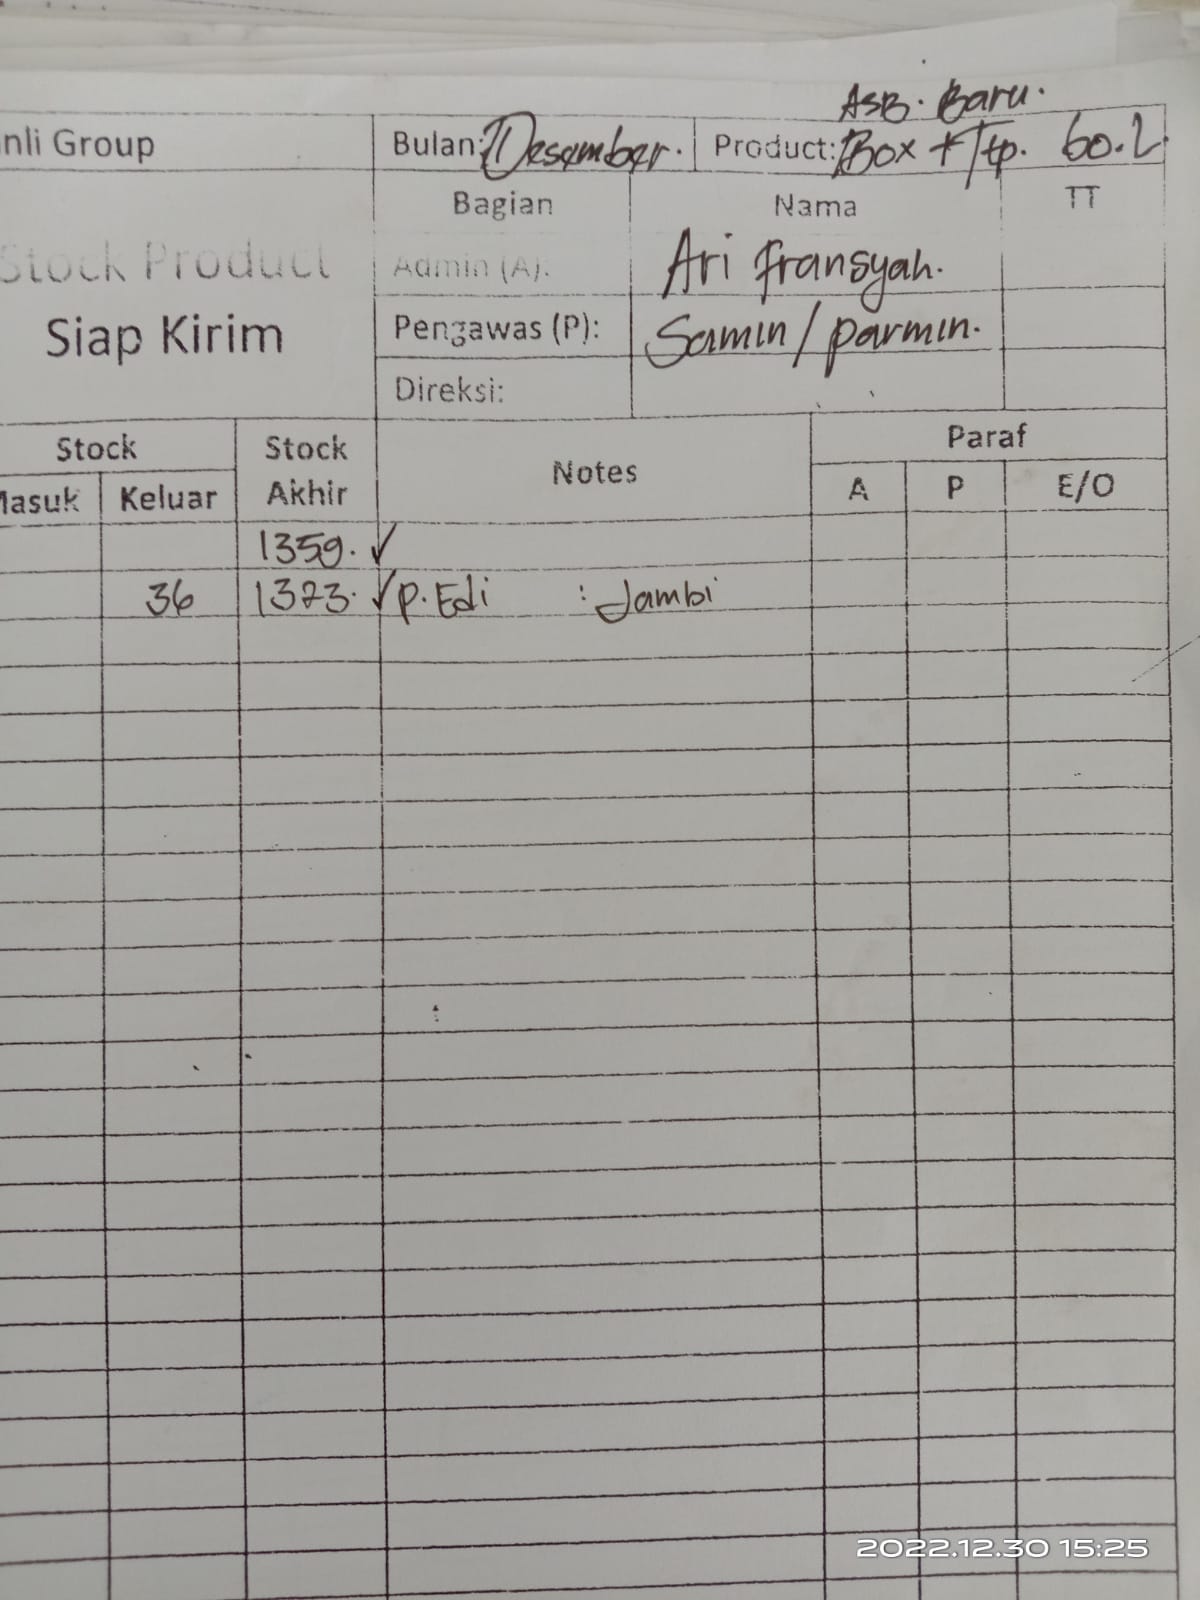 ASB. Baru.
nli Group Bulan: Desember. Product: Box + Ttp. 60.2.
Bagian Nama TT
Stock Product Admin (A): Ari Fransyah.
Siap Kirim Pengawas (P): Samin / parmin.
Direksi:
Stock Stock Akhir Notes Paraf
Masuk Keluar A P E/O
1359. ✓
36 1323. ✓ P. Edi : Jambi
2022.12.30 15:25